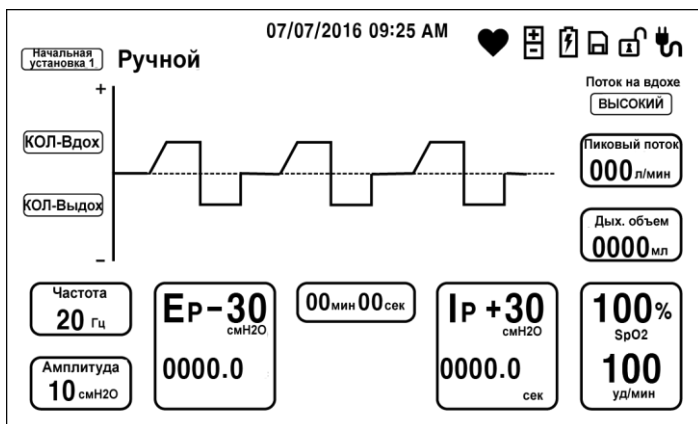 07/07/2016 09:25 AM
Начальная
установка 1
Ручной
Поток на вдохе
ВЫСОКИЙ
+
КОЛ-Вдох
КОЛ-Выдох
−
Пиковый поток
000 л/мин
Дых. объем
0000 мл
Частота
20 Гц
Амплитуда
10 смH2O
EP−30
смH2O
0000.0
00 мин 00 сек
IP +30
смH2O
0000.0
сек
100%
SpO2
100
уд/мин